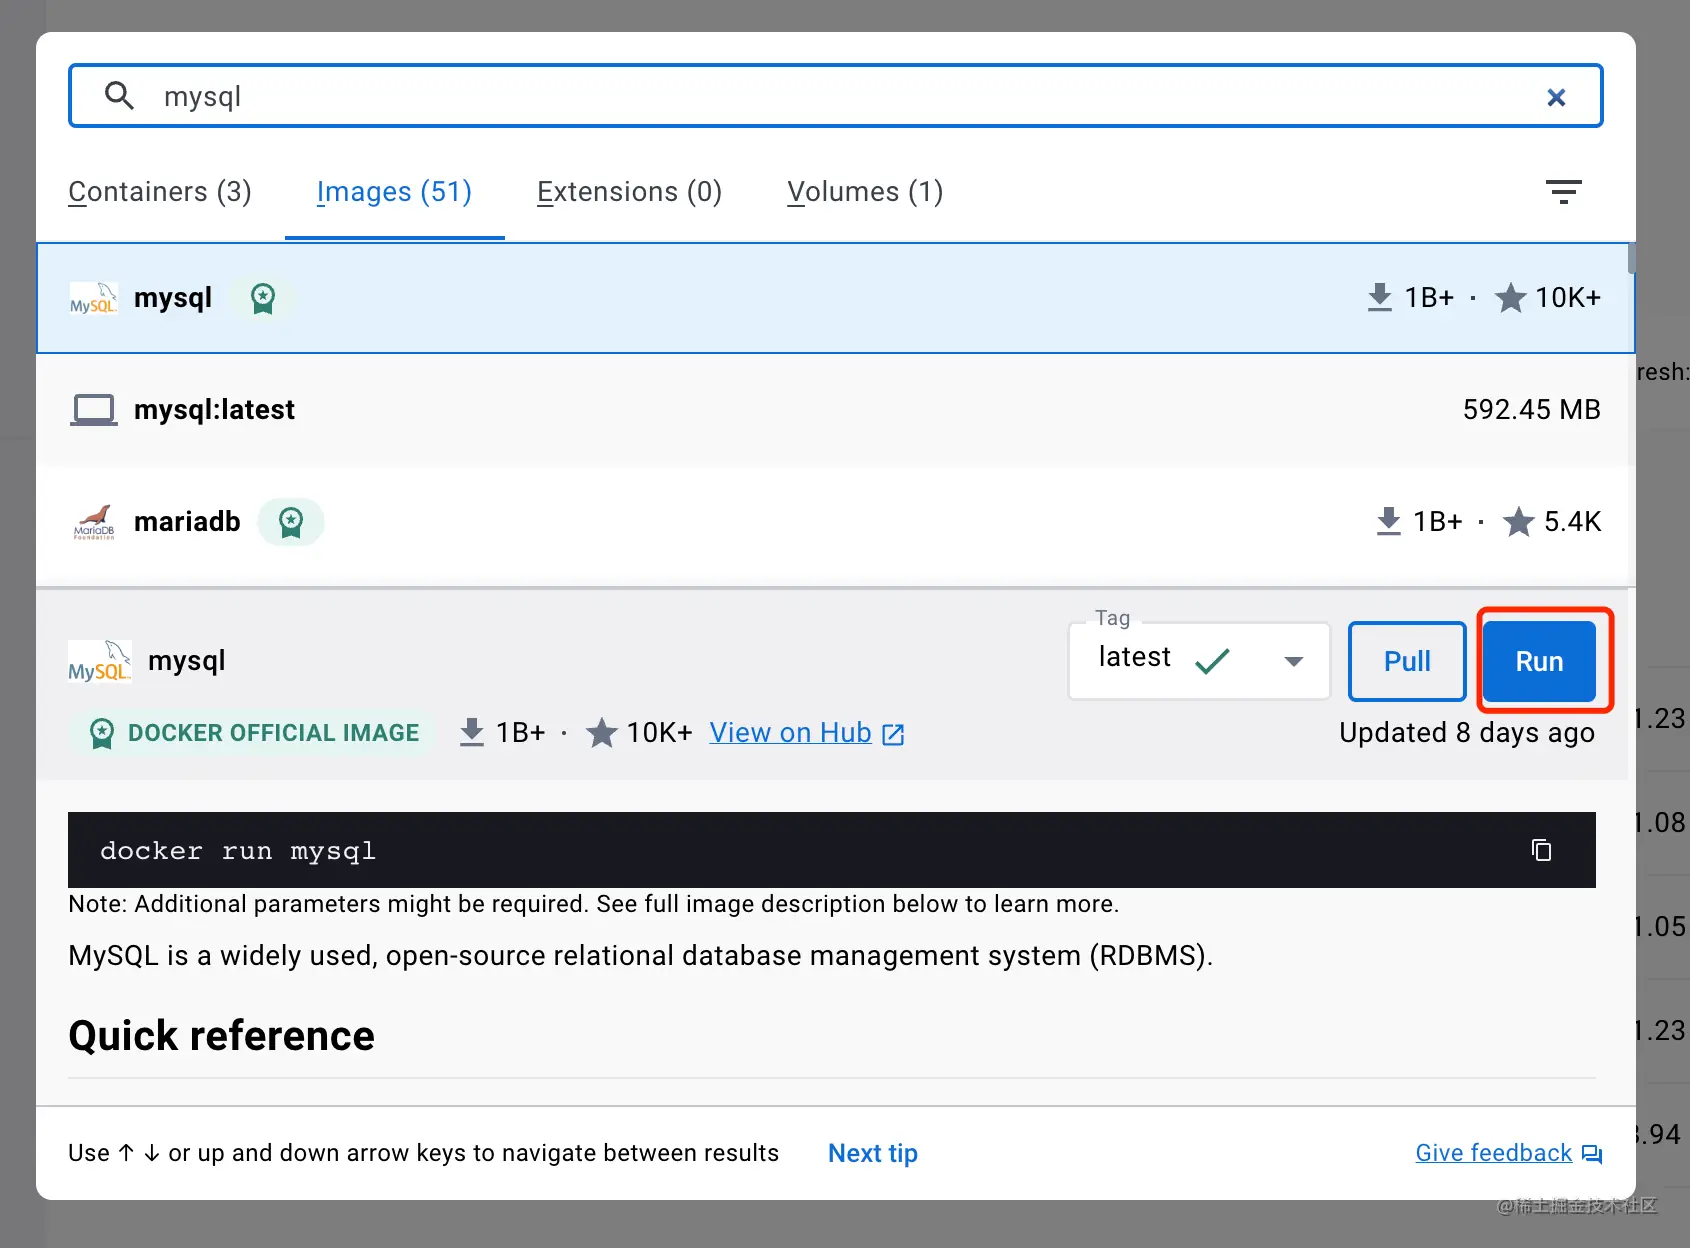 mysql
Containers (3) Images (51) Extensions (0) Volumes (1)
MySQL mysql 1B+ · 10K+
resh:
mysql:latest 592.45 MB
MariaDB Foundation mariadb 1B+ · 5.4K
Tag
MySQL mysql latest Pull Run
DOCKER OFFICIAL IMAGE 1B+ · 10K+ View on Hub Updated 8 days ago
1.23
docker run mysql
1.08
Note: Additional parameters might be required. See full image description below to learn more.
1.05
MySQL is a widely used, open-source relational database management system (RDBMS).
Quick reference
1.23
Use ↑ ↓ or up and down arrow keys to navigate between results Next tip Give feedback
3.94
@稀土掘金技术社区